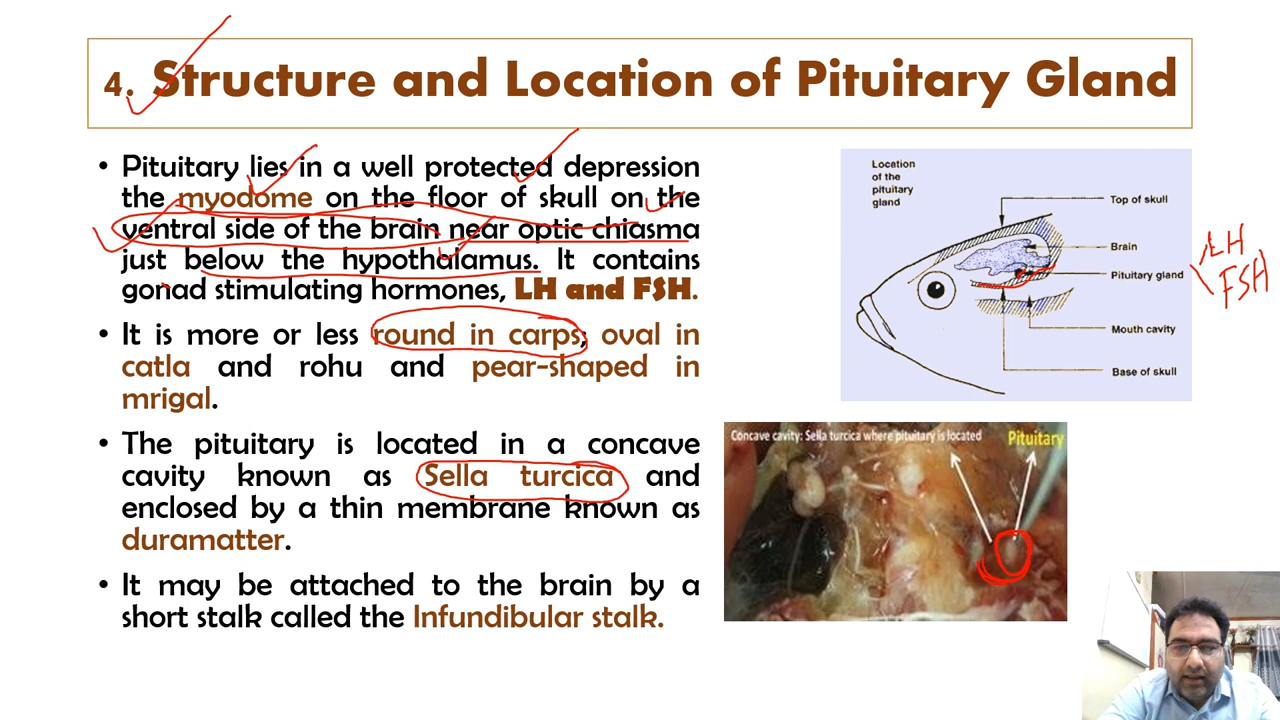 4. Structure and Location of Pituitary Gland
• Pituitary lies in a well protected depression
the myodome on the floor of skull on the
ventral side of the brain near optic chiasma
just below the hypothalamus. It contains
gonad stimulating hormones, LH and FSH.
• It is more or less round in carps; oval in
catla and rohu and pear-shaped in
mrigal.
• The pituitary is located in a concave
cavity known as Sella turcica and
enclosed by a thin membrane known as
duramatter.
• It may be attached to the brain by a
short stalk called the Infundibular stalk.
Location
of the
pituitary
gland
Top of skull
Brain
Pituitary gland
Mouth cavity
Base of skull
LH
FSH
Concave cavity: Sella turcica where pituitary is located
Pituitary